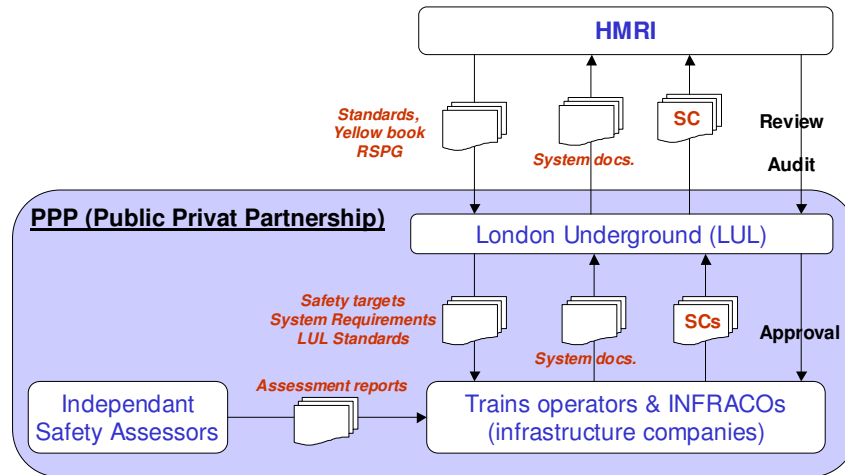 HMRI
Standards,
Yellow book
RSPG
System docs.
SC
Review
Audit
PPP (Public Privat Partnership)
London Underground (LUL)
Safety targets
System Requirements
LUL Standards
System docs.
SCs
Approval
Assessment reports
Independant
Safety Assessors
Trains operators & INFRACOs
(infrastructure companies)